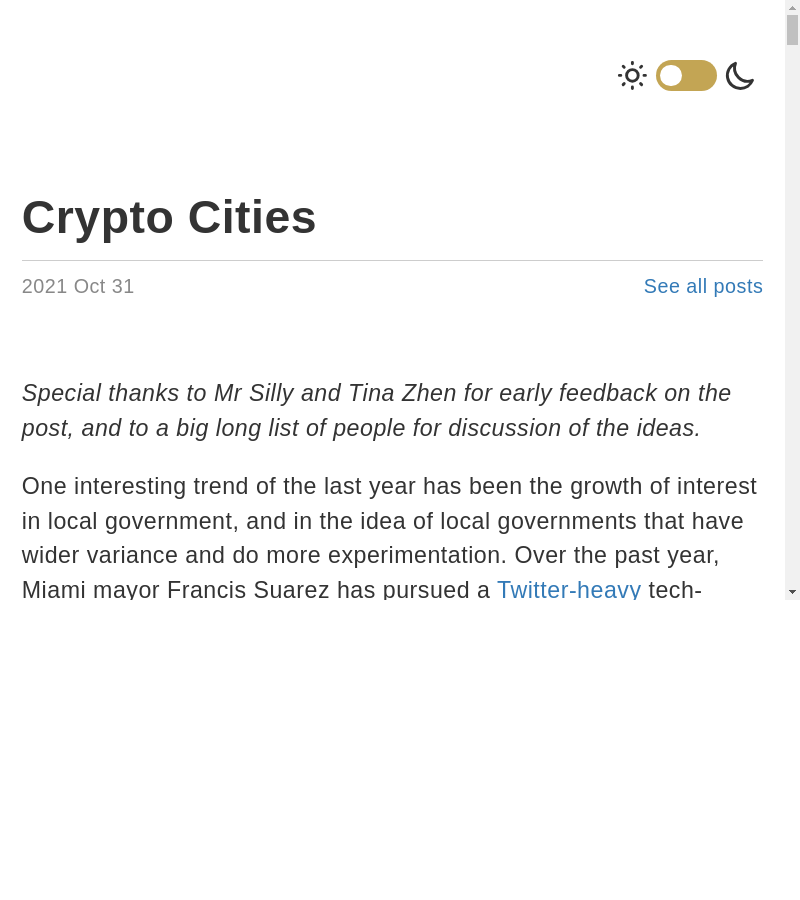 Crypto Cities
2021 Oct 31
See all posts
Special thanks to Mr Silly and Tina Zhen for early feedback on the
post, and to a big long list of people for discussion of the ideas.
One interesting trend of the last year has been the growth of interest
in local government, and in the idea of local governments that have
wider variance and do more experimentation. Over the past year,
Miami mayor Francis Suarez has pursued a Twitter-heavy tech-